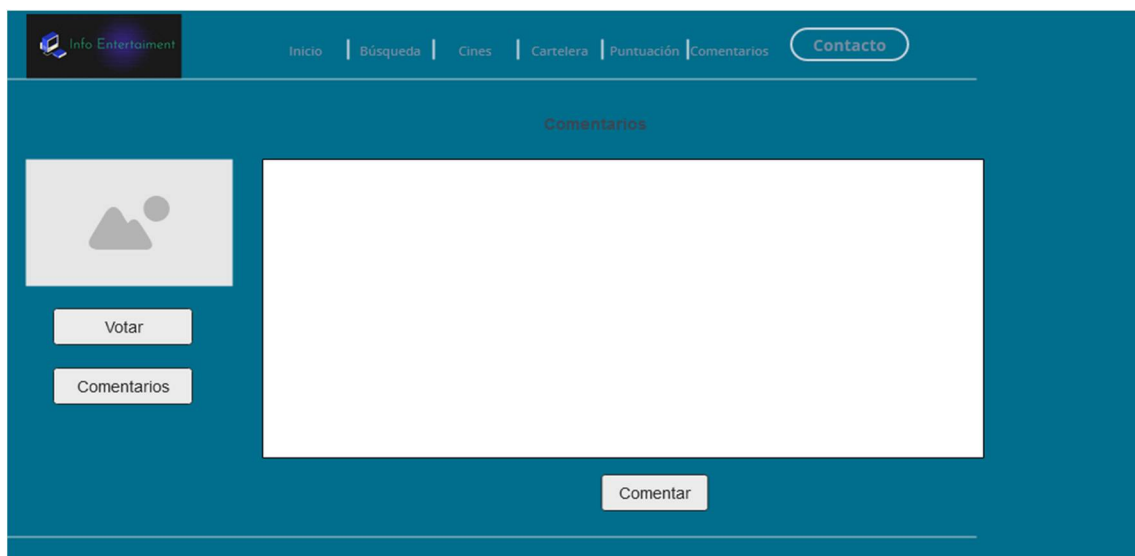 Info Entertaiment
Inicio Búsqueda Cines Cartelera Puntuación Comentarios Contacto
Comentarios
Votar
Comentarios
Comentar